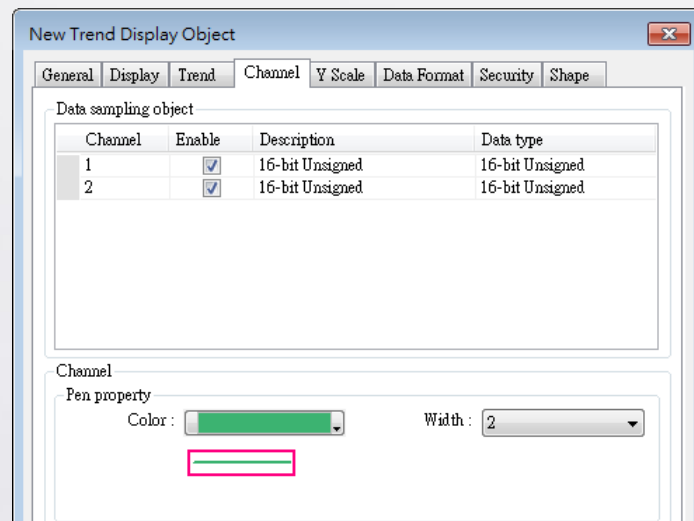 New Trend Display Object
General Display Trend Channel Y Scale Data Format Security Shape
Data sampling object
Channel Enable Description Data type
1 16-bit Unsigned 16-bit Unsigned
2 16-bit Unsigned 16-bit Unsigned
Channel
Pen property
Color : Width : 2